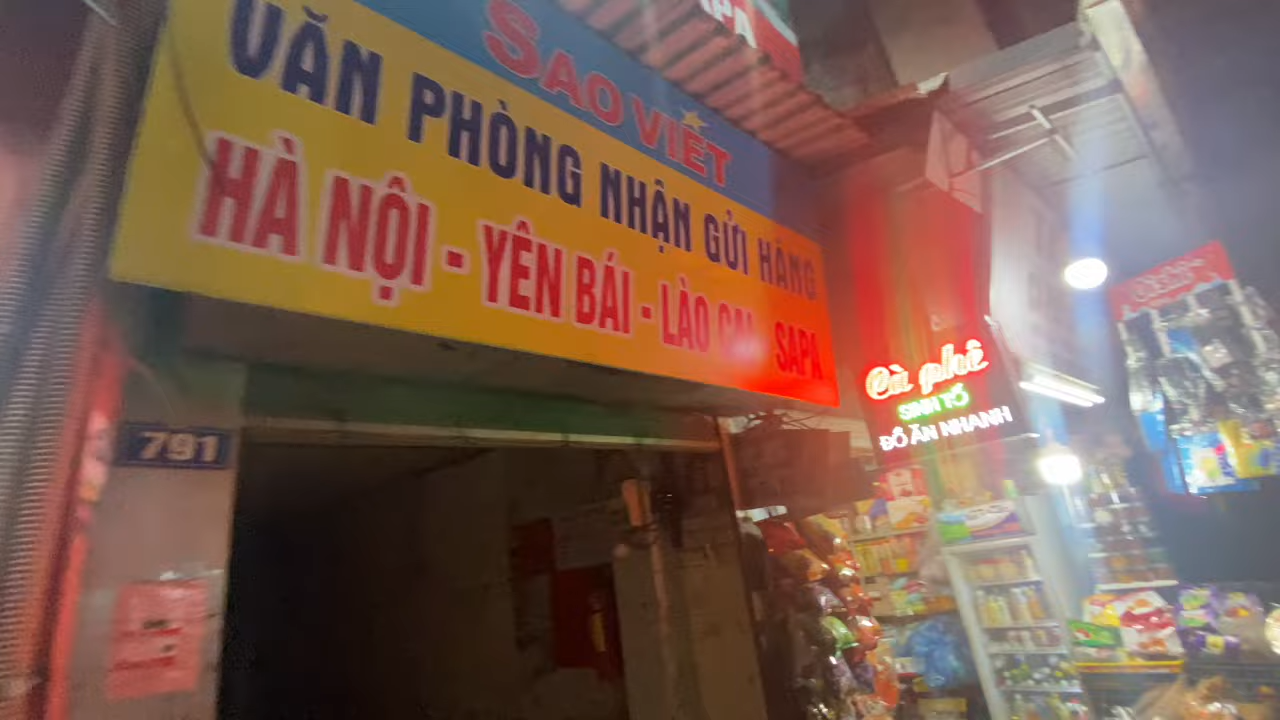 SAO VIỆT
VĂN PHÒNG NHẬN GỬI HÀNG
HÀ NỘI - YÊN BÁI - LÀO CAI - SAPA
791
Cà phê
SINH TỐ
ĐỒ ĂN NHANH